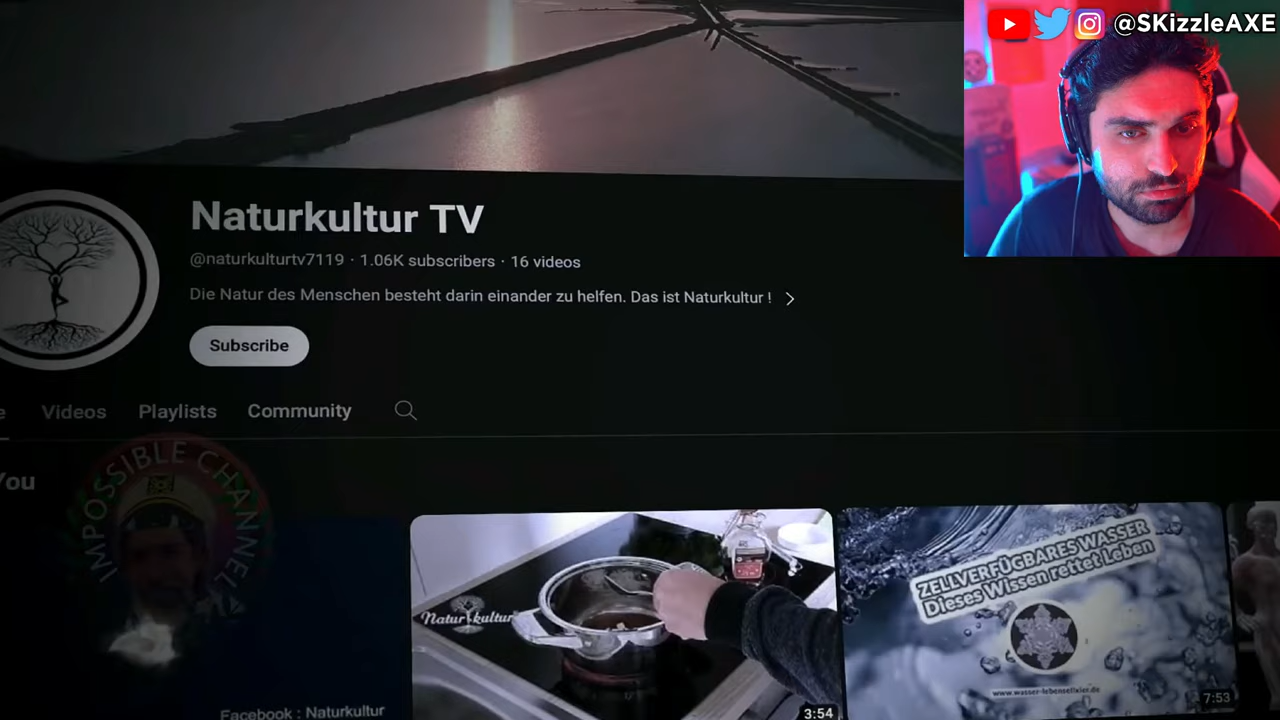 @SKizzleAXE
Naturkultur TV
@naturkulturtv7119 · 1.06K subscribers · 16 videos
Die Natur des Menschen besteht darin einander zu helfen. Das ist Naturkultur !
Subscribe
Videos Playlists Community
You
IMPOSSIBLE CHANNEL
Facebook : Naturkultur
Naturkultur
3:54
ZELLVERFÜGBARES WASSER
Dieses Wissen rettet Leben
www.wasser-lebenselixier.de
7:53